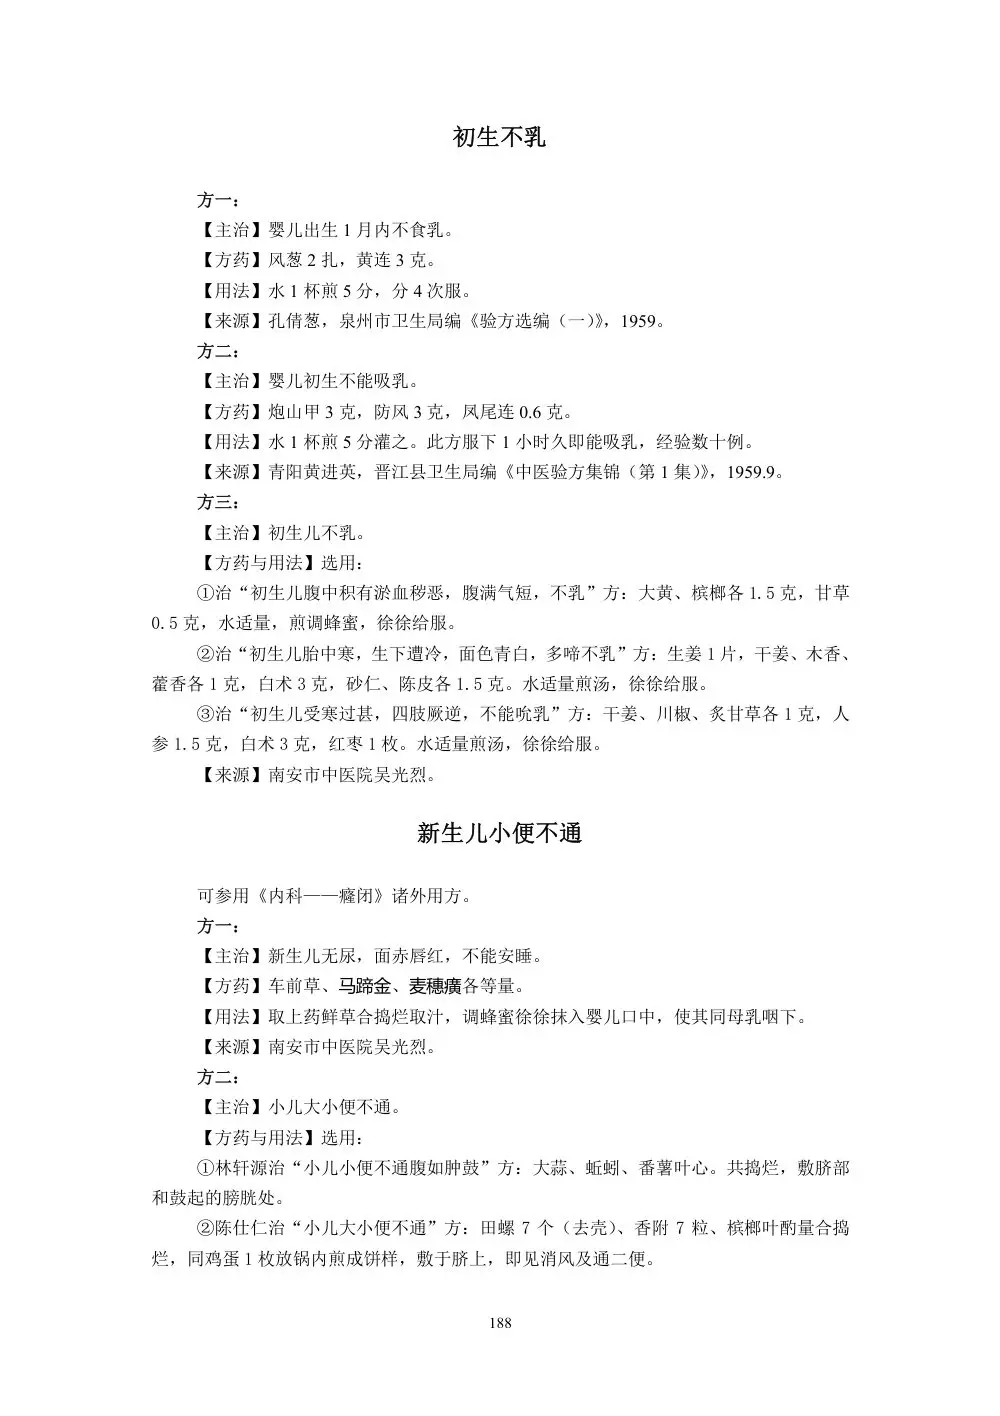 初生不乳
方一：
【主治】婴儿出生 1 月内不食乳。
【方药】风葱 2 扎，黄连 3 克。
【用法】水 1 杯煎 5 分，分 4 次服。
【来源】孔倩葱，泉州市卫生局编《验方选编（一）》，1959。
方二：
【主治】婴儿初生不能吸乳。
【方药】炮山甲 3 克，防风 3 克，凤尾连 0.6 克。
【用法】水 1 杯煎 5 分灌之。此方服下 1 小时久即能吸乳，经验数十例。
【来源】青阳黄进英，晋江县卫生局编《中医验方集锦（第 1 集）》，1959.9。
方三：
【主治】初生儿不乳。
【方药与用法】选用：
①治“初生儿腹中积有淤血秽恶，腹满气短，不乳”方：大黄、槟榔各 1.5 克，甘草
0.5 克，水适量，煎调蜂蜜，徐徐给服。
②治“初生儿胎中寒，生下遭冷，面色青白，多啼不乳”方：生姜 1 片，干姜、木香、
藿香各 1 克，白术 3 克，砂仁、陈皮各 1.5 克。水适量煎汤，徐徐给服。
③治“初生儿受寒过甚，四肢厥逆，不能吮乳”方：干姜、川椒、炙甘草各 1 克，人
参 1.5 克，白术 3 克，红枣 1 枚。水适量煎汤，徐徐给服。
【来源】南安市中医院吴光烈。
新生儿小便不通
可参用《内科——癃闭》诸外用方。
方一：
【主治】新生儿无尿，面赤唇红，不能安睡。
【方药】车前草、马蹄金、麦穗癀各等量。
【用法】取上药鲜草合捣烂取汁，调蜂蜜徐徐抹入婴儿口中，使其同母乳咽下。
【来源】南安市中医院吴光烈。
方二：
【主治】小儿大小便不通。
【方药与用法】选用：
①林轩源治“小儿小便不通腹如肿鼓”方：大蒜、蚯蚓、番薯叶心。共捣烂，敷脐部
和鼓起的膀胱处。
②陈仕仁治“小儿大小便不通”方：田螺 7 个（去壳）、香附 7 粒、槟榔叶酌量合捣
烂，同鸡蛋 1 枚放锅内煎成饼样，敷于脐上，即见消风及通二便。
188